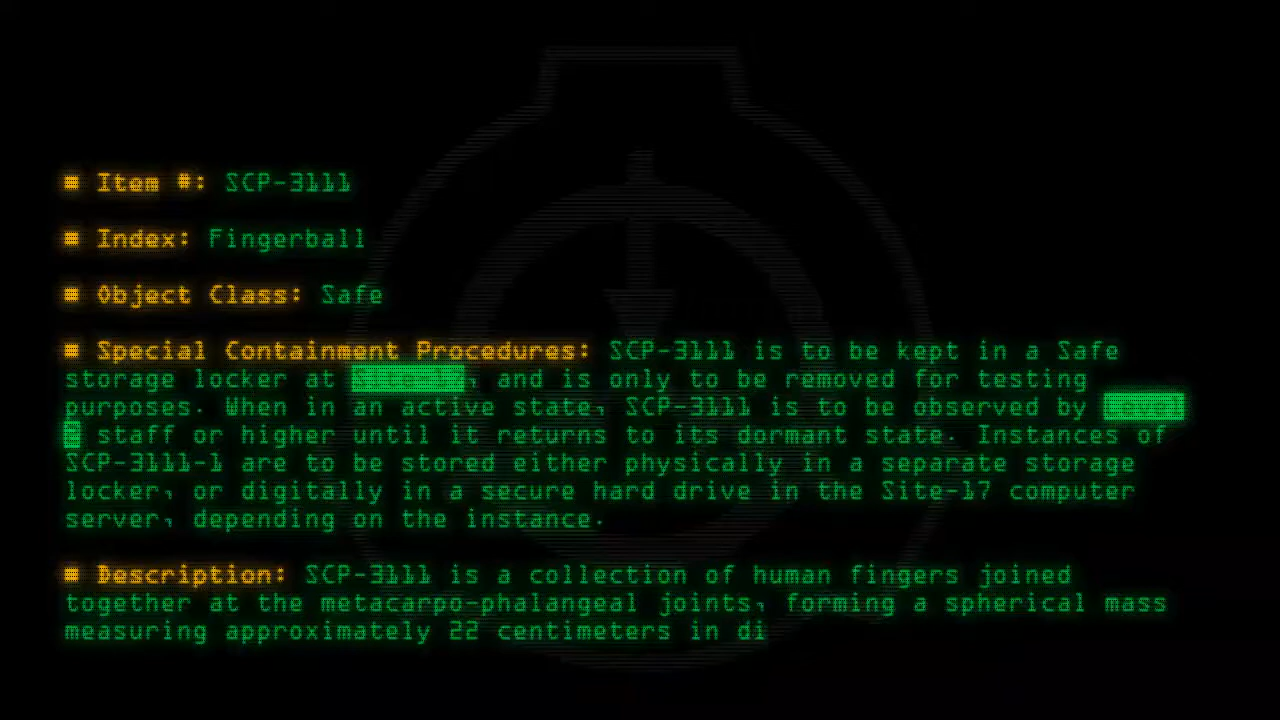 ■ Item #: SCP-3111
■ Index: Fingerball
■ Object Class: Safe
■ Special Containment Procedures: SCP-3111 is to be kept in a Safe
storage locker at , and is only to be removed for testing
purposes. When in an active state, SCP-3111 is to be observed by
staff or higher until it returns to its dormant state. Instances of
SCP-3111-1 are to be stored either physically in a separate storage
locker, or digitally in a secure hard drive in the Site-17 computer
server, depending on the instance.
■ Description: SCP-3111 is a collection of human fingers joined
together at the metacarpo-phalangeal joints, forming a spherical mass
measuring approximately 22 centimeters in di